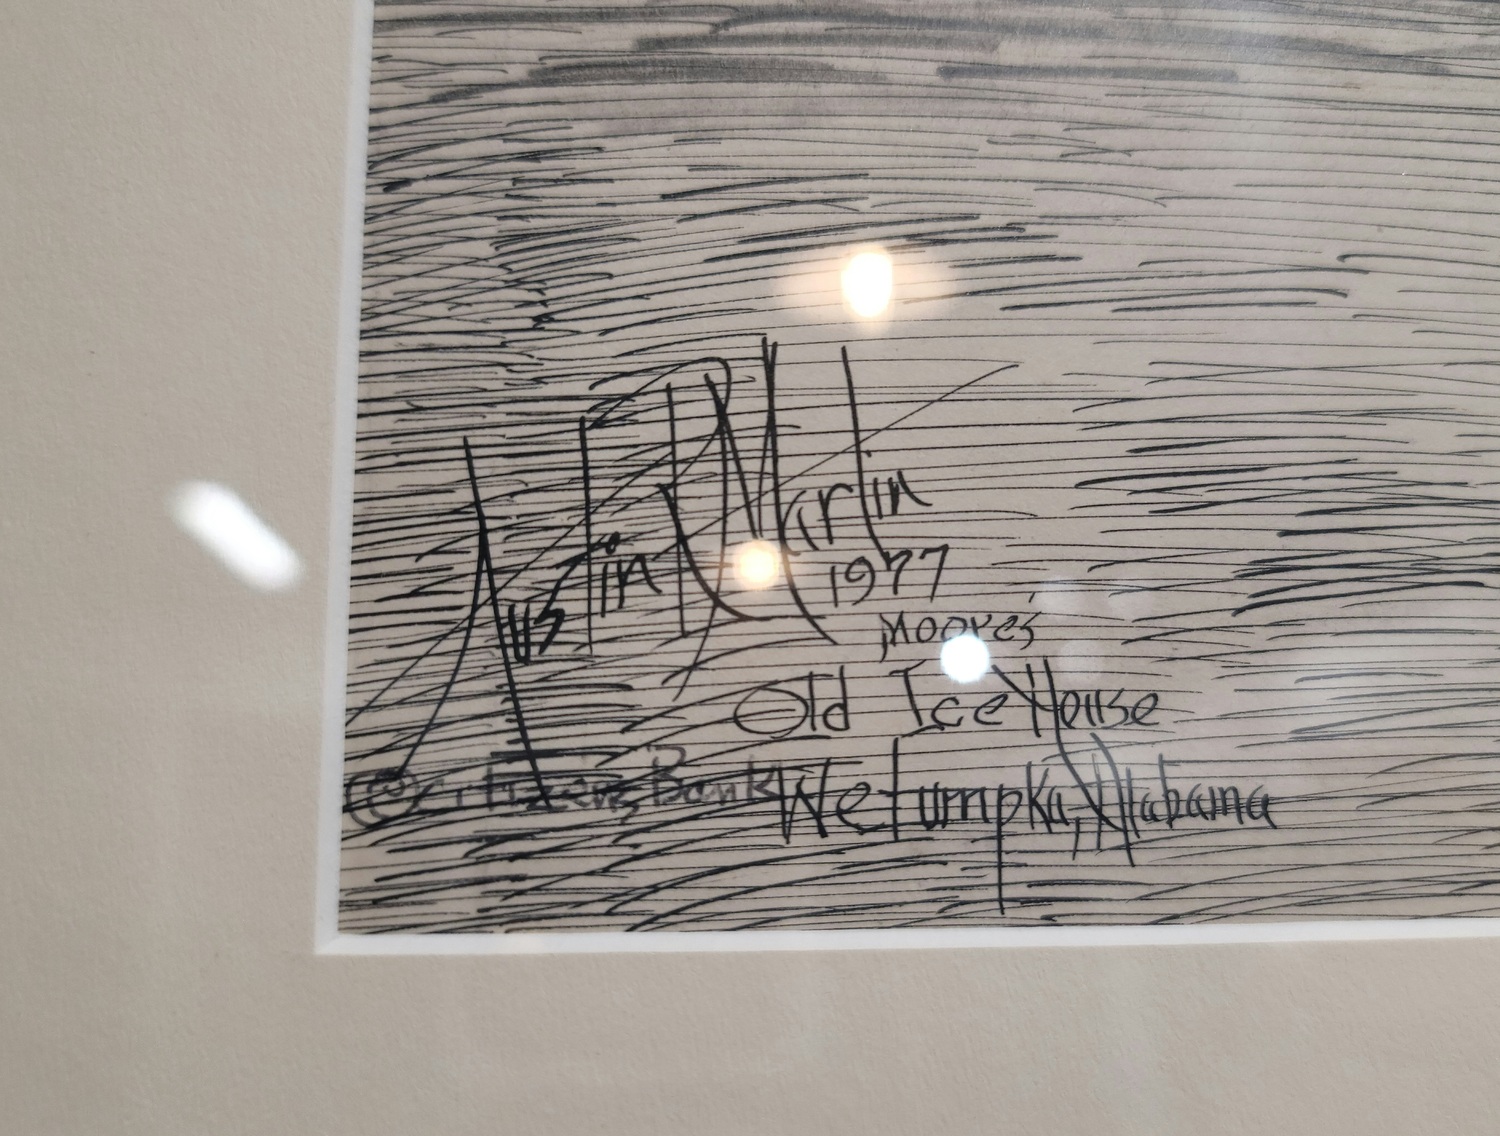 Austin R Martin
1977
Moores'
Old Ice House
© Citizens Bank Wetumpka, Alabama